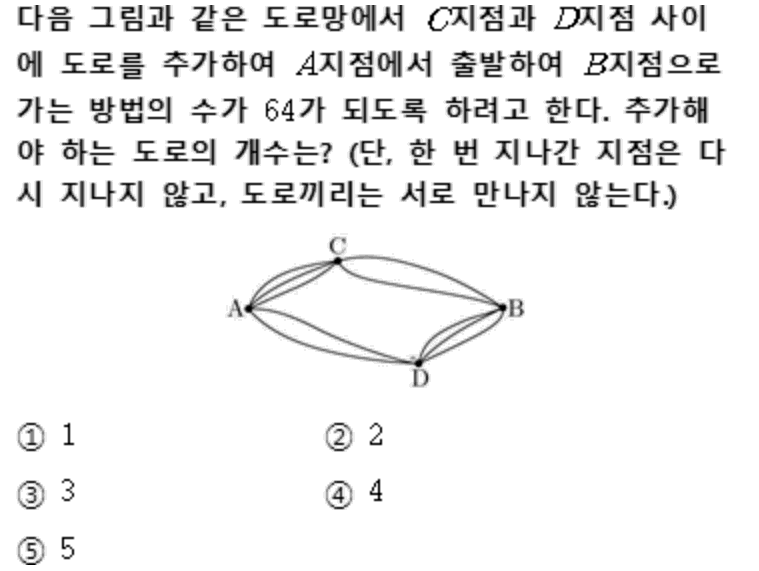 다음 그림과 같은 도로망에서 C지점과 D지점 사이
에 도로를 추가하여 A지점에서 출발하여 B지점으로
가는 방법의 수가 64가 되도록 하려고 한다. 추가해
야 하는 도로의 개수는? (단, 한 번 지나간 지점은 다
시 지나지 않고, 도로끼리는 서로 만나지 않는다.)
C
A
B
D
① 1 ② 2
③ 3 ④ 4
⑤ 5